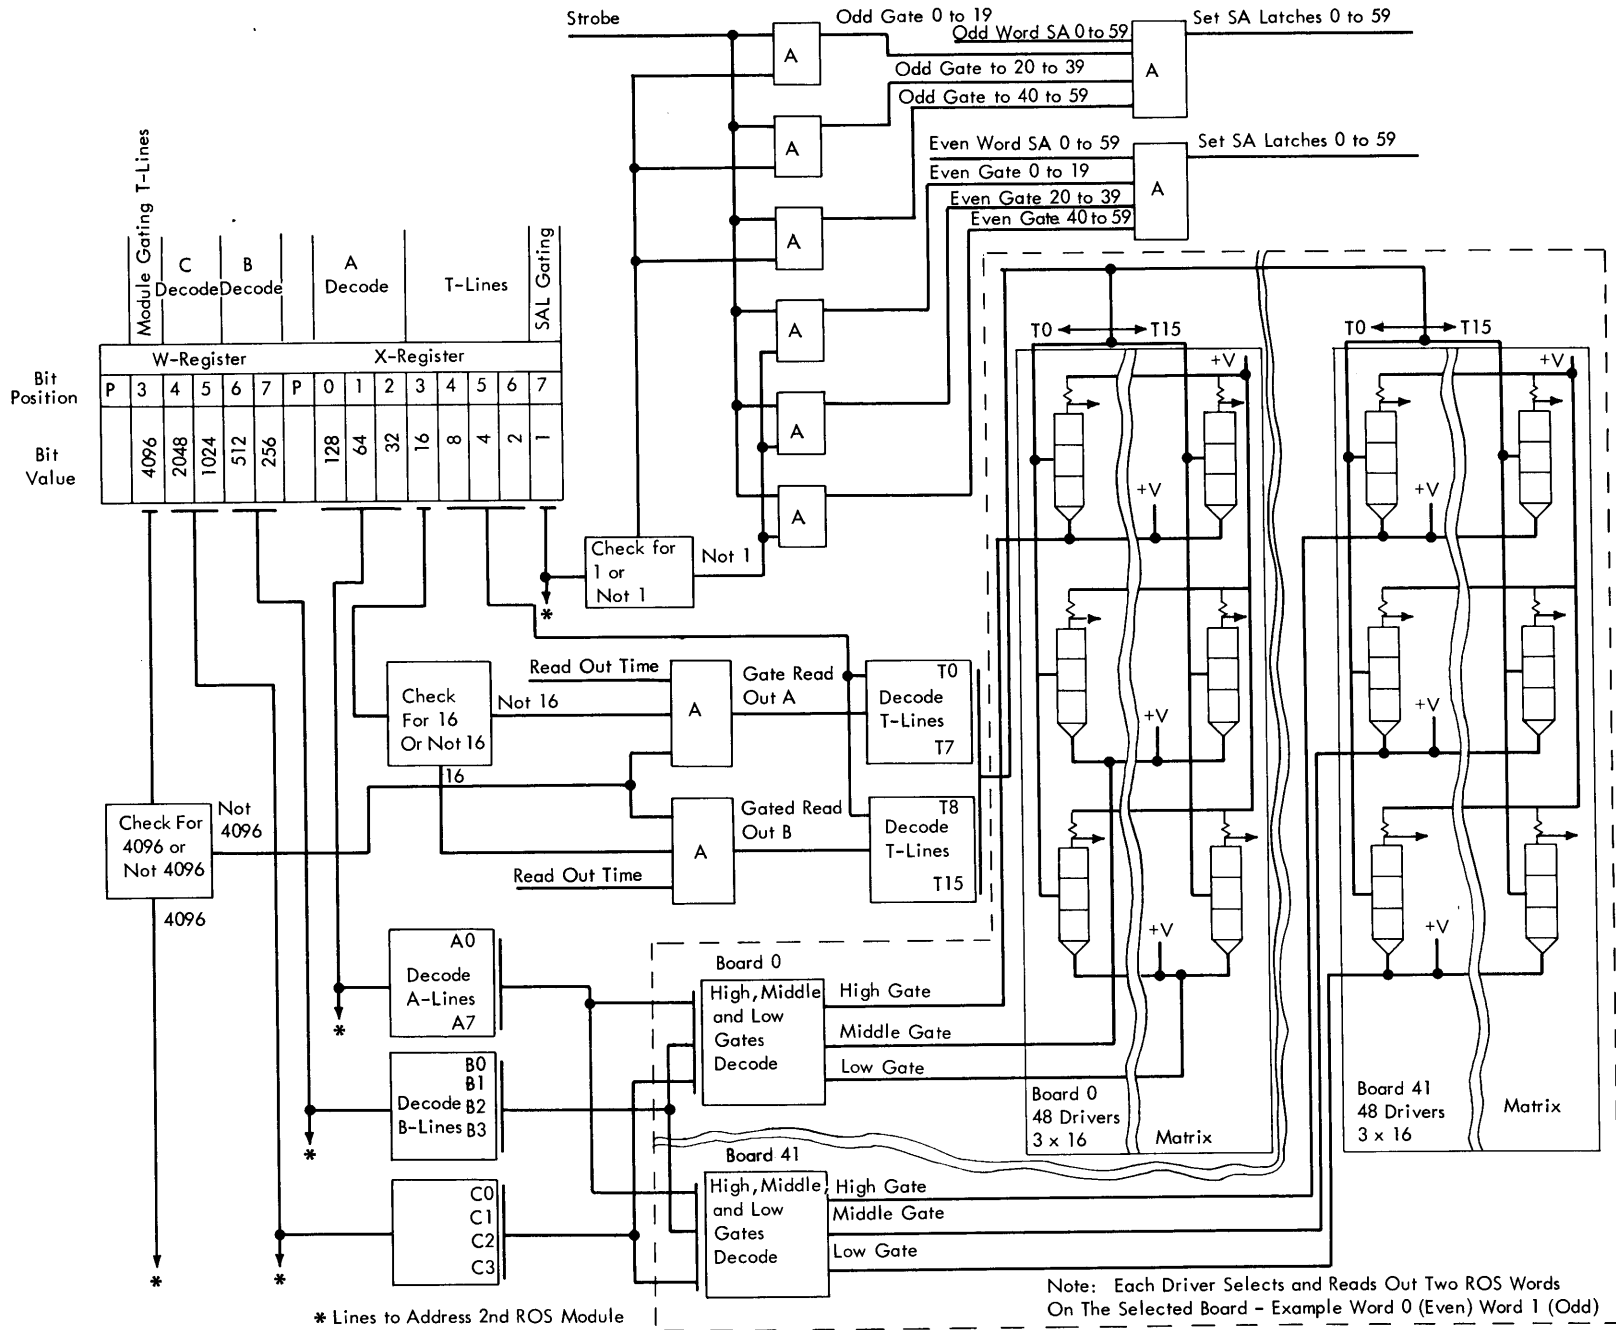 Strobe
Odd Gate 0 to 19
Odd Word SA 0 to 59
Set SA Latches 0 to 59
A
A
Odd Gate to 20 to 39
Odd Gate to 40 to 59
A
Even Word SA 0 to 59
Set SA Latches 0 to 59
Even Gate 0 to 19
A
Even Gate 20 to 39
Even Gate 40 to 59
A
A
A
A
Module Gating T-Lines
C
Decode
B
Decode
A
Decode
T-Lines
SAL Gating
W-Register
X-Register
Bit
Position
P 3 4 5 6 7 P 0 1 2 3 4 5 6 7
Bit
Value
4096 2048 1024 512 256 128 64 32 16 8 4 2 1
Check for
1 or
Not 1
Not 1
*
T0
T15
+V
+V
+V
+V
T0
T15
+V
+V
+V
+V
Read Out Time
Check
For 16
Or Not 16
Not 16
16
A
Gate Read
Out A
T0
Decode
T-Lines
T7
Gated Read
Out B
T8
Decode
T-Lines
T15
A
Read Out Time
Check For
4096 or
Not 4096
Not
4096
4096
A0
Decode
A-Lines
A7
*
B0
B1
Decode B2
B-Lines B3
*
C0
C1
C2
C3
*
*
Board 0
High, Middle
and Low
Gates
Decode
High Gate
Middle Gate
Low Gate
Board 0
48 Drivers
3 x 16
Matrix
Board 41
48 Drivers
3 x 16
Matrix
Board 41
High, Middle,
and Low
Gates
Decode
High Gate
Middle Gate
Low Gate
* Lines to Address 2nd ROS Module
Note: Each Driver Selects and Reads Out Two ROS Words
On The Selected Board - Example Word 0 (Even) Word 1 (Odd)